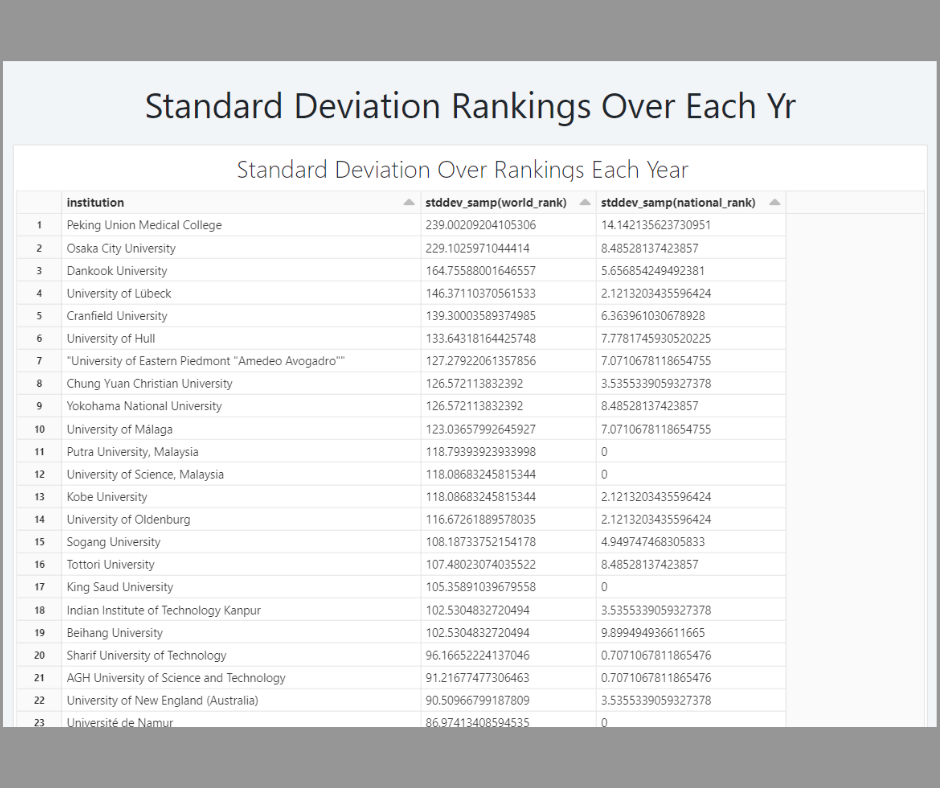 Standard Deviation Rankings Over Each Yr
Standard Deviation Over Rankings Each Year
institution stddev_samp(world_rank) stddev_samp(national_rank)
1 Peking Union Medical College 239.00209204105306 14.142135623730951
2 Osaka City University 229.1025971044414 8.48528137423857
3 Dankook University 164.75588001646557 5.656854249492381
4 University of Lübeck 146.37110370561533 2.1213203435596424
5 Cranfield University 139.30003589374985 6.363961030678928
6 University of Hull 133.64318164425748 7.7781745930520225
7 "University of Eastern Piedmont "Amedeo Avogadro"" 127.27922061357856 7.0710678118654755
8 Chung Yuan Christian University 126.572113832392 3.5355339059327378
9 Yokohama National University 126.572113832392 8.48528137423857
10 University of Málaga 123.03657992645927 7.0710678118654755
11 Putra University, Malaysia 118.79393923933998 0
12 University of Science, Malaysia 118.08683245815344 0
13 Kobe University 118.08683245815344 2.1213203435596424
14 University of Oldenburg 116.67261889578035 2.1213203435596424
15 Sogang University 108.18733752154178 4.949747468305833
16 Tottori University 107.48023074035522 8.48528137423857
17 King Saud University 105.35891039679558 0
18 Indian Institute of Technology Kanpur 102.5304832720494 3.5355339059327378
19 Beihang University 102.5304832720494 9.899494936611665
20 Sharif University of Technology 96.16652224137046 0.7071067811865476
21 AGH University of Science and Technology 91.21677477306463 0.7071067811865476
22 University of New England (Australia) 90.50966799187809 3.5355339059327378
23 Université de Namur 86.97413408594535 0